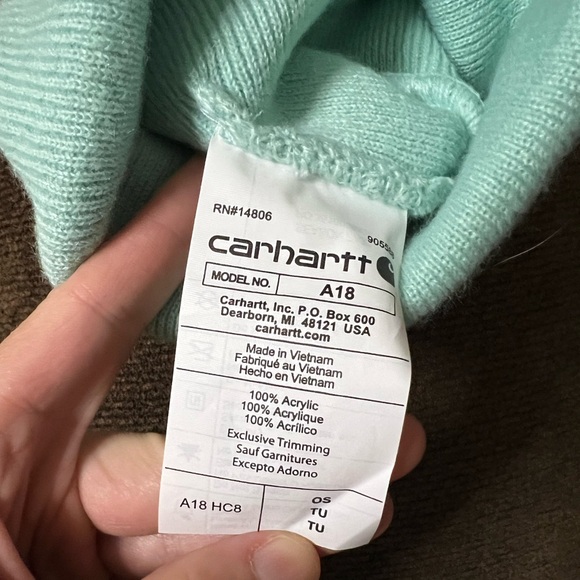 RN#14806
carhartt
MODEL NO. A18
Carhartt, Inc. P.O. Box 600
Dearborn, MI 48121 USA
carhartt.com
Made in Vietnam
Fabriqué au Vietnam
Hecho en Vietnam
100% Acrylic
100% Acrylique
100% Acrílico
Exclusive Trimming
Sauf Garnitures
Excepto Adorno
A18 HC8
OS
TU
TU